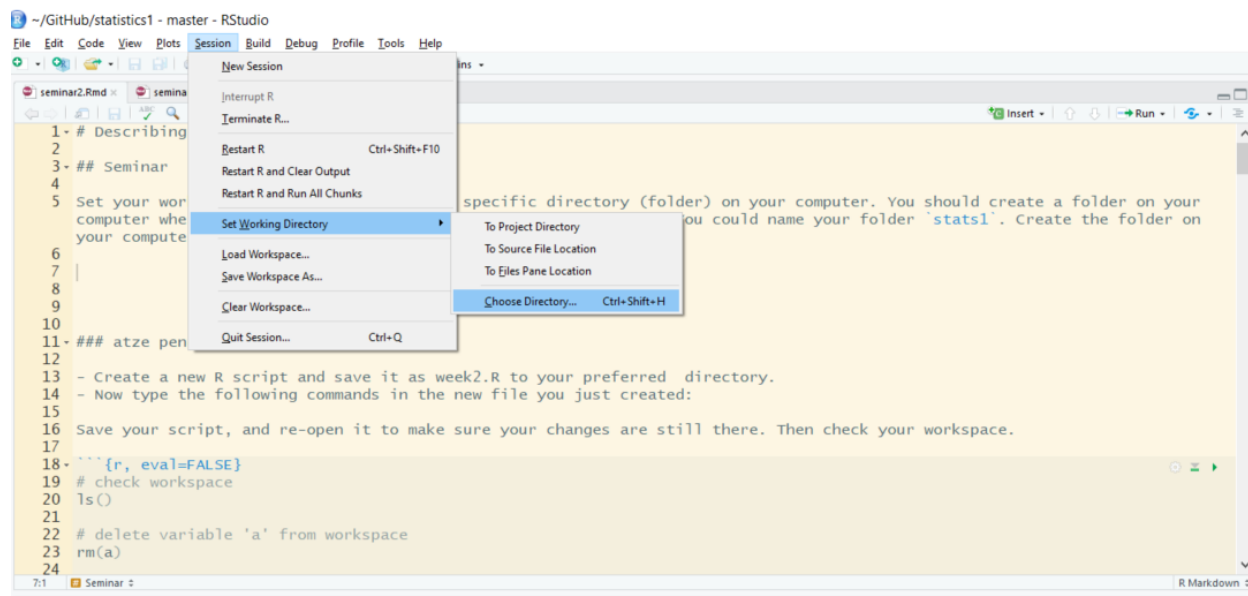 ~/GitHub/statistics1 - master - RStudio
File Edit Code View Plots Session Build Debug Profile Tools Help
ins
seminar2.Rmd × semina
ABC Insert Run
New Session
Interrupt R
Terminate R...
Restart R Ctrl+Shift+F10
Restart R and Clear Output
Restart R and Run All Chunks
Set Working Directory
Load Workspace...
Save Workspace As...
Clear Workspace...
Quit Session... Ctrl+Q
To Project Directory
To Source File Location
To Files Pane Location
Choose Directory... Ctrl+Shift+H
1 # Describing
2
3 ## Seminar
4
5 Set your wor specific directory (folder) on your computer. You should create a folder on your
computer whe ou could name your folder `stats1`. Create the folder on
your compute
6
7
8
9
10
11 ### atze pen
12
13 - Create a new R script and save it as week2.R to your preferred  directory.
14 - Now type the following commands in the new file you just created:
15
16 Save your script, and re-open it to make sure your changes are still there. Then check your workspace.
17
18 ```{r, eval=FALSE}
19 # check workspace
20 ls()
21
22 # delete variable 'a' from workspace
23 rm(a)
24
7:1 # Seminar R Markdown